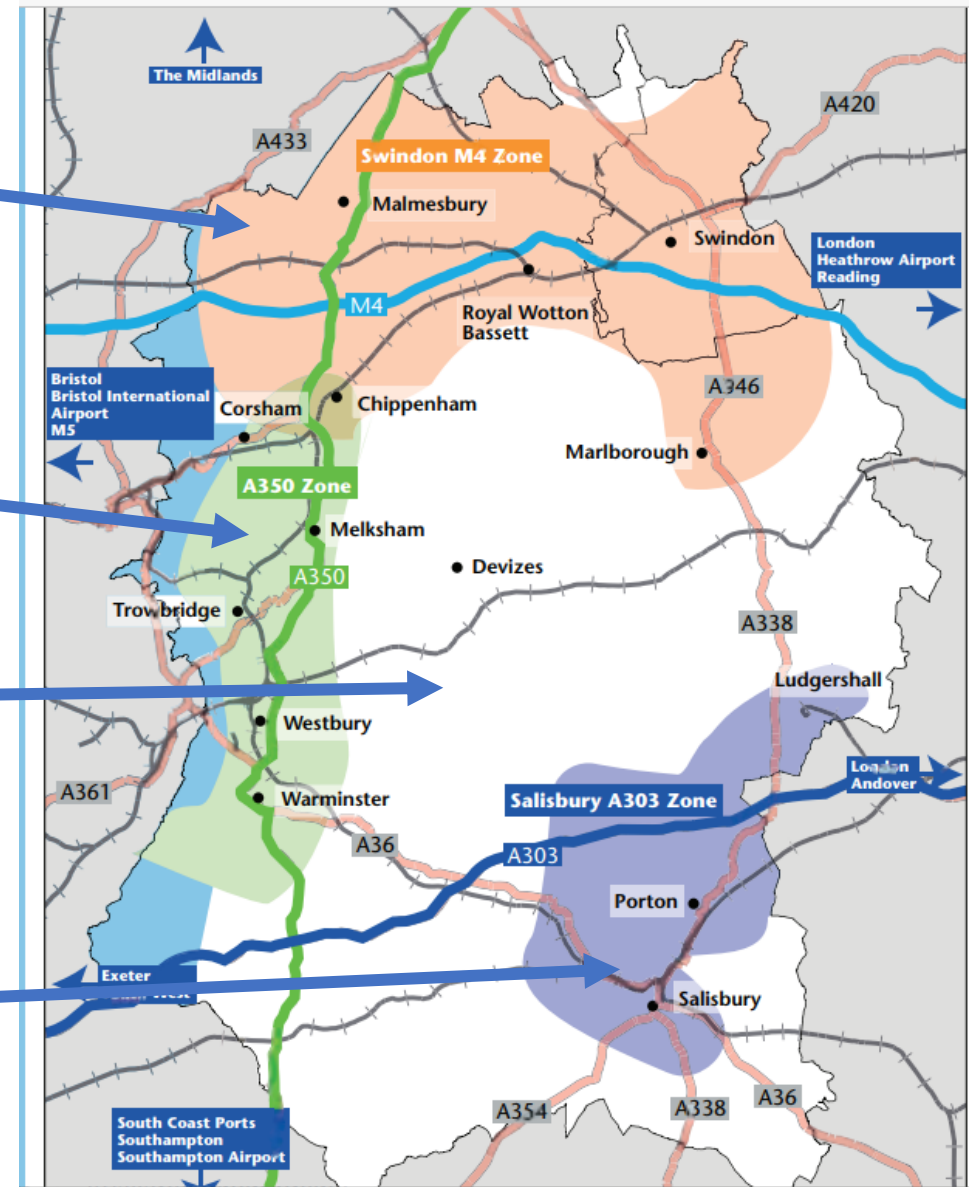 The Midlands
A420
A433
Swindon M4 Zone
Malmesbury
Swindon
London
Heathrow Airport
Reading
M4
Royal Wotton
Bassett
Bristol
Bristol International
Airport
M5
A346
Corsham
Chippenham
Marlborough
A350 Zone
Melksham
Devizes
A350
Trowbridge
A338
Ludgershall
Westbury
London
Andover
A361
Warminster
Salisbury A303 Zone
A36
A303
Porton
Exeter
West
Salisbury
A36
A354
A338
South Coast Ports
Southampton
Southampton Airport